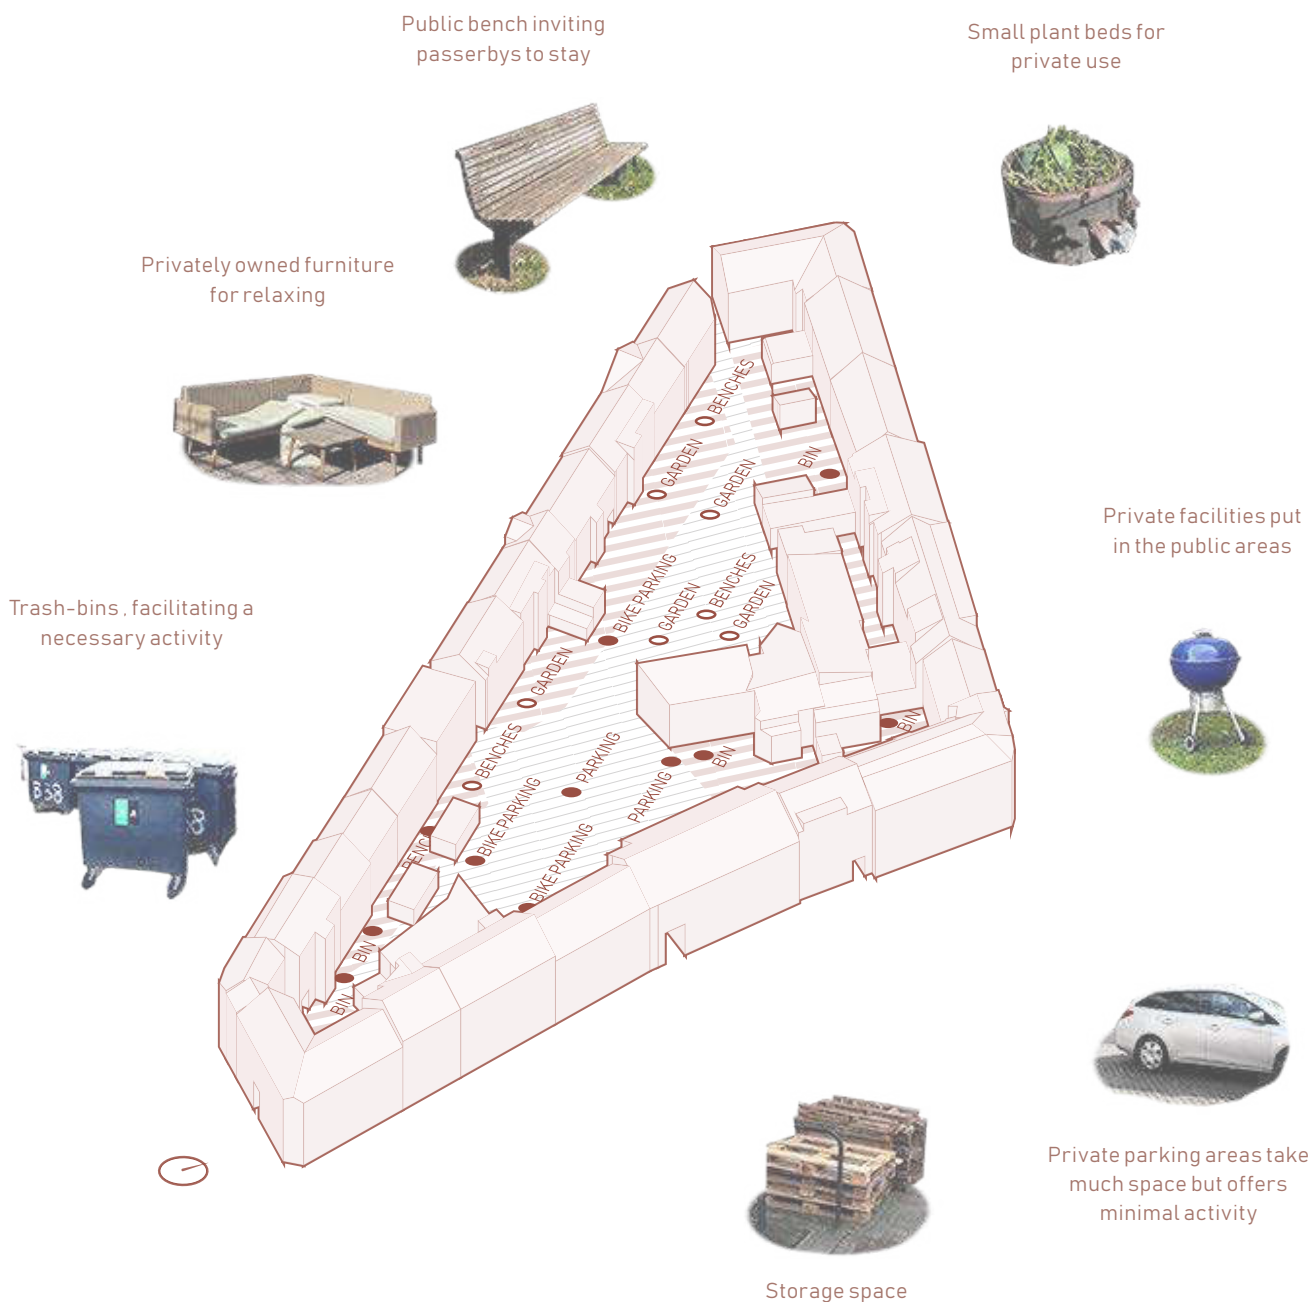 Public bench inviting
passerbys to stay
Small plant beds for
private use
Privately owned furniture
for relaxing
Private facilities put
in the public areas
Trash-bins , facilitating a
necessary activity
BENCHES
GARDEN
GARDEN
BIN
BIKE PARKING
GARDEN
BENCHES
GARDEN
GARDEN
BENCHES
PARKING
PARKING
BIN
BIN
BIKE PARKING
BIKE PARKING
BIN
BIN
B38
8
Private parking areas take
much space but offers
minimal activity
Storage space